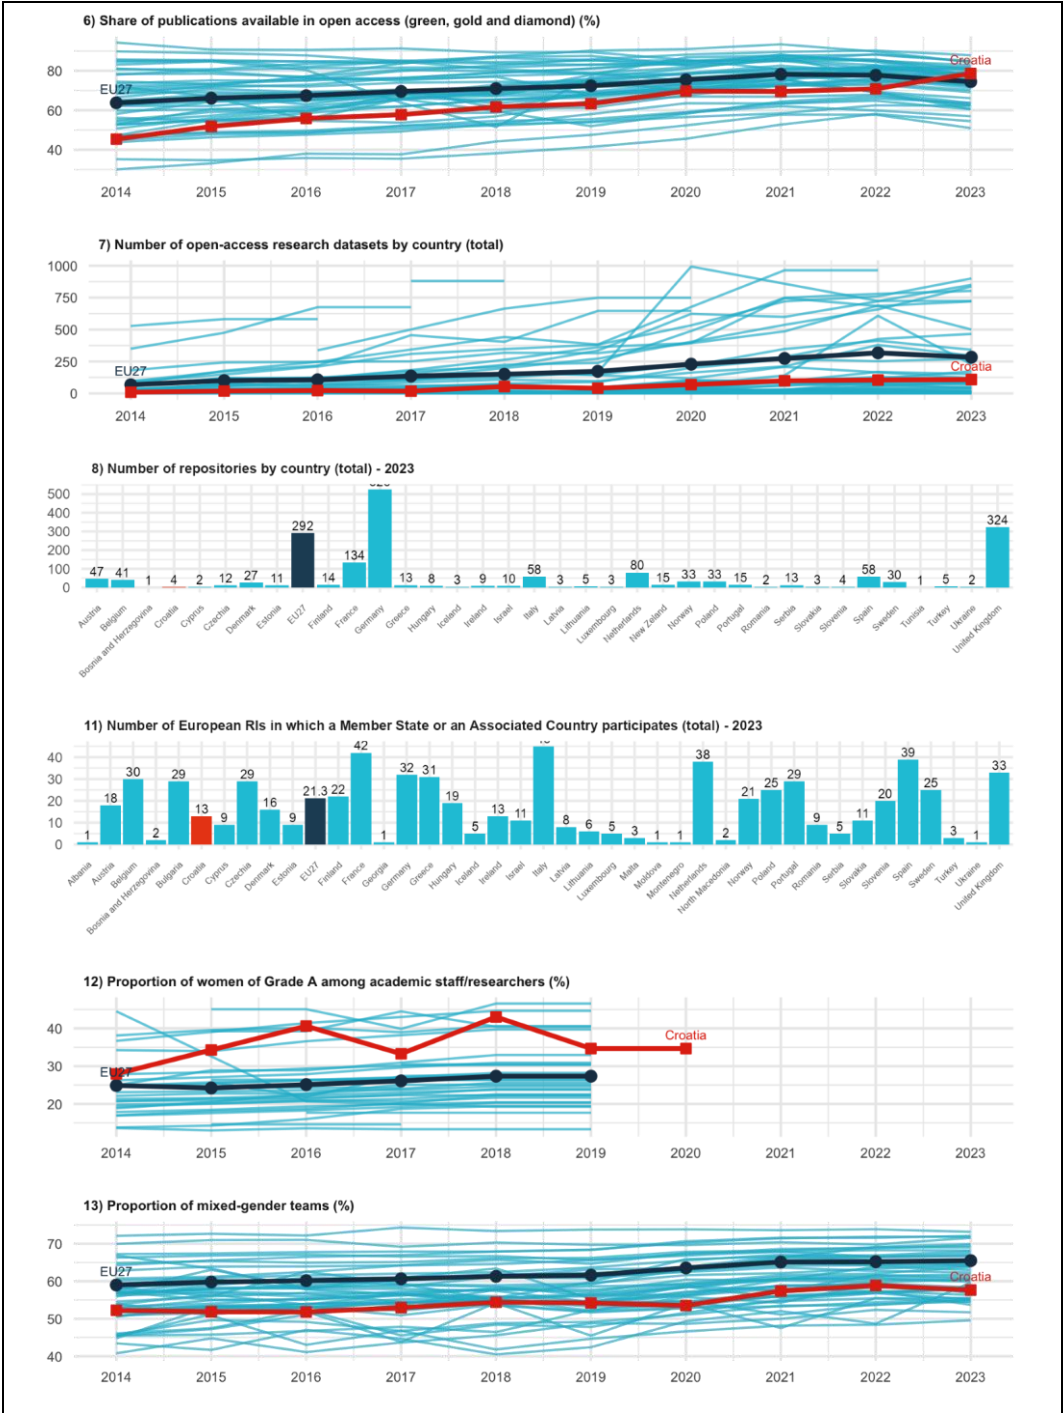 6) Share of publications available in open access (green, gold and diamond) (%)
80
60
40
EU27
Croatia
2014 2015 2016 2017 2018 2019 2020 2021 2022 2023
7) Number of open-access research datasets by country (total)
1000
750
500
250
0
EU27
Croatia
2014 2015 2016 2017 2018 2019 2020 2021 2022 2023
8) Number of repositories by country (total) - 2023
500
400
300
200
100
0
47 41 1 4 2 12 27 11 292 14 134 13 8 3 9 10 58 3 5 3 80 15 33 33 15 2 13 3 4 58 30 1 5 2 324
Austria
Belgium
Bosnia and Herzegovina
Croatia
Cyprus
Czechia
Denmark
Estonia
EU27
Finland
France
Germany
Greece
Hungary
Iceland
Ireland
Israel
Italy
Latvia
Lithuania
Luxembourg
Netherlands
New Zealand
Norway
Poland
Portugal
Romania
Serbia
Slovakia
Slovenia
Spain
Sweden
Tunisia
Turkey
Ukraine
United Kingdom
11) Number of European RIs in which a Member State or an Associated Country participates (total) - 2023
40
30
20
10
0
1 18 30 2 29 13 9 29 16 9 21.3 22 42 1 32 31 19 5 13 11 8 6 5 3 1 1 38 2 21 25 29 9 5 11 20 39 25 3 1 33
Albania
Austria
Belgium
Bosnia and Herzegovina
Bulgaria
Croatia
Cyprus
Czechia
Denmark
Estonia
EU27
Finland
France
Georgia
Germany
Greece
Hungary
Iceland
Ireland
Israel
Italy
Latvia
Lithuania
Luxembourg
Malta
Moldova
Montenegro
Netherlands
North Macedonia
Norway
Poland
Portugal
Romania
Serbia
Slovakia
Slovenia
Spain
Sweden
Turkey
Ukraine
United Kingdom
12) Proportion of women of Grade A among academic staff/researchers (%)
40
30
20
EU27
Croatia
2014 2015 2016 2017 2018 2019 2020 2021 2022 2023
13) Proportion of mixed-gender teams (%)
70
60
50
40
EU27
Croatia
2014 2015 2016 2017 2018 2019 2020 2021 2022 2023